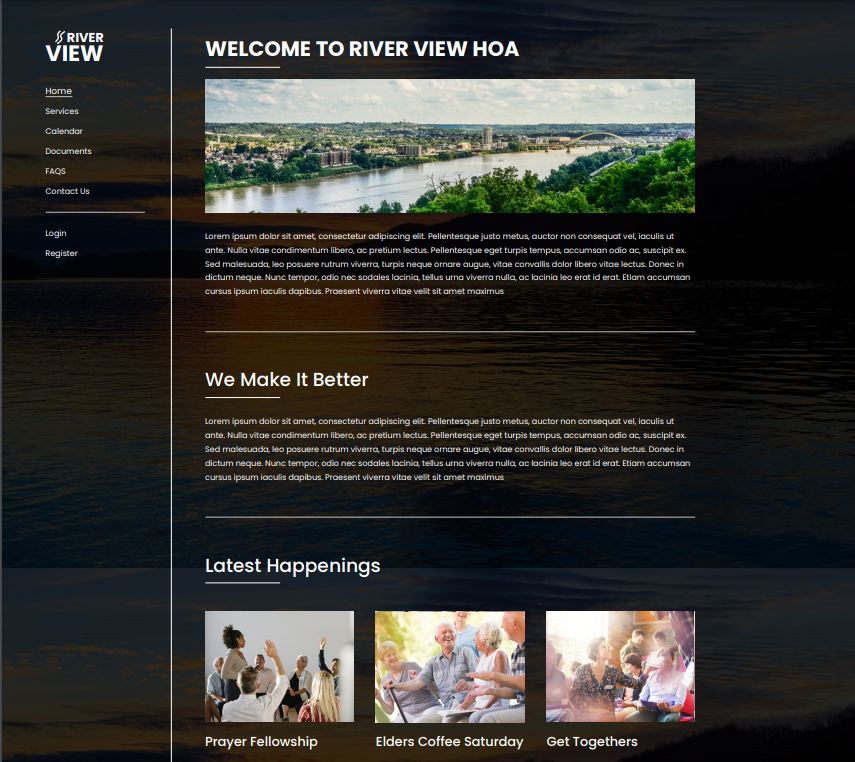 RIVER
VIEW
Home
Services
Calendar
Documents
FAQS
Contact Us
Login
Register
WELCOME TO RIVER VIEW HOA
Lorem ipsum dolor sit amet, consectetur adipiscing elit. Pellentesque justo metus, auctor non consequat vel, iaculis ut
ante. Nulla vitae condimentum libero, ac pretium lectus. Pellentesque eget turpis tempus, accumsan odio ac, suscipit ex.
Sed malesuada, leo posuere rutrum viverra, turpis neque ornare augue, vitae convallis dolor libero vitae lectus. Donec in
dictum neque. Nunc tempor, odio nec sodales lacinia, tellus urna viverra nulla, ac lacinia leo erat id erat. Etiam accumsan
cursus ipsum iaculis dapibus. Praesent viverra vitae velit sit amet maximus
We Make It Better
Lorem ipsum dolor sit amet, consectetur adipiscing elit. Pellentesque justo metus, auctor non consequat vel, iaculis ut
ante. Nulla vitae condimentum libero, ac pretium lectus. Pellentesque eget turpis tempus, accumsan odio ac, suscipit ex.
Sed malesuada, leo posuere rutrum viverra, turpis neque ornare augue, vitae convallis dolor libero vitae lectus. Donec in
dictum neque. Nunc tempor, odio nec sodales lacinia, tellus urna viverra nulla, ac lacinia leo erat id erat. Etiam accumsan
cursus ipsum iaculis dapibus. Praesent viverra vitae velit sit amet maximus
Latest Happenings
Prayer Fellowship
Elders Coffee Saturday
Get Togethers